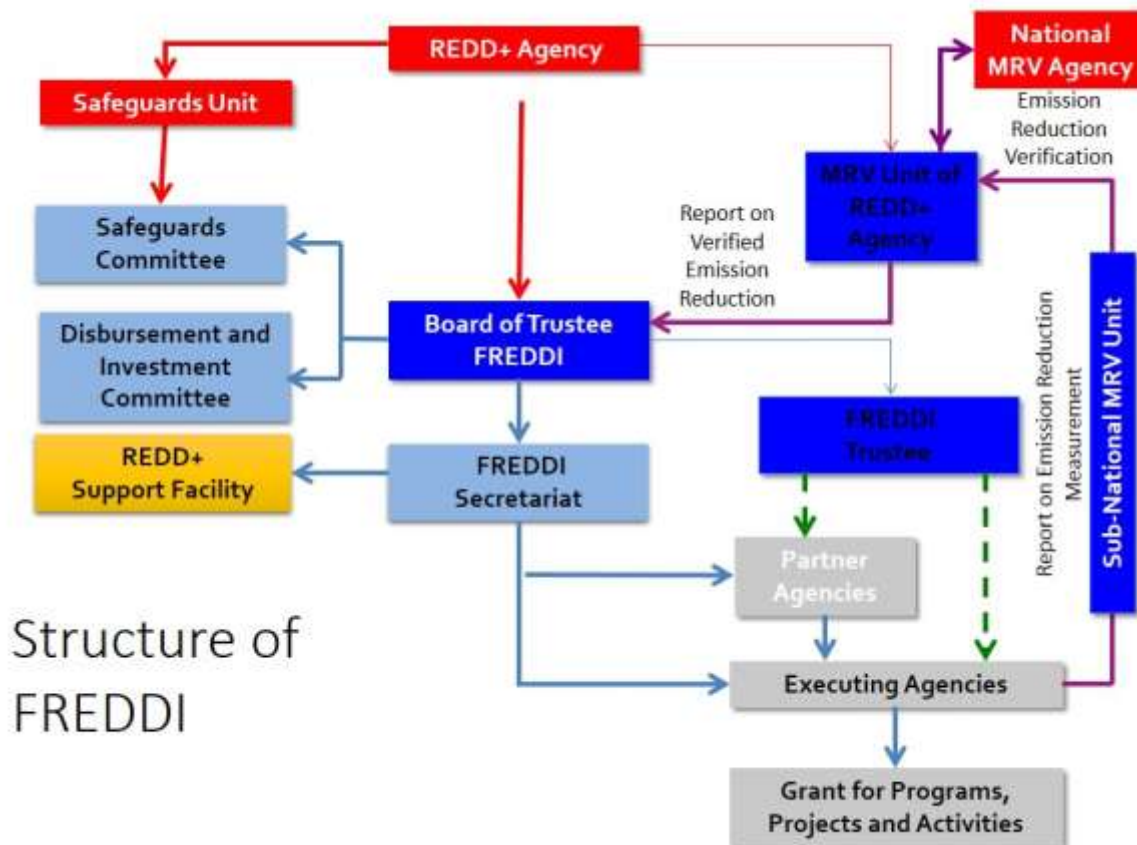 REDD+ Agency
National
MRV Agency
Safeguards Unit
Emission
Reduction
Verification
MRV Unit of
REDD+
Agency
Safeguards
Committee
Report on
Verified
Emission
Reduction
Board of Trustee
FREDDI
Disbursement and
Investment
Committee
FREDDI
Trustee
REDD+
Support Facility
FREDDI
Secretariat
Report on Emission Reduction
Measurement
Sub-National MRV Unit
Partner
Agencies
Structure of
FREDDI
Executing Agencies
Grant for Programs,
Projects and Activities